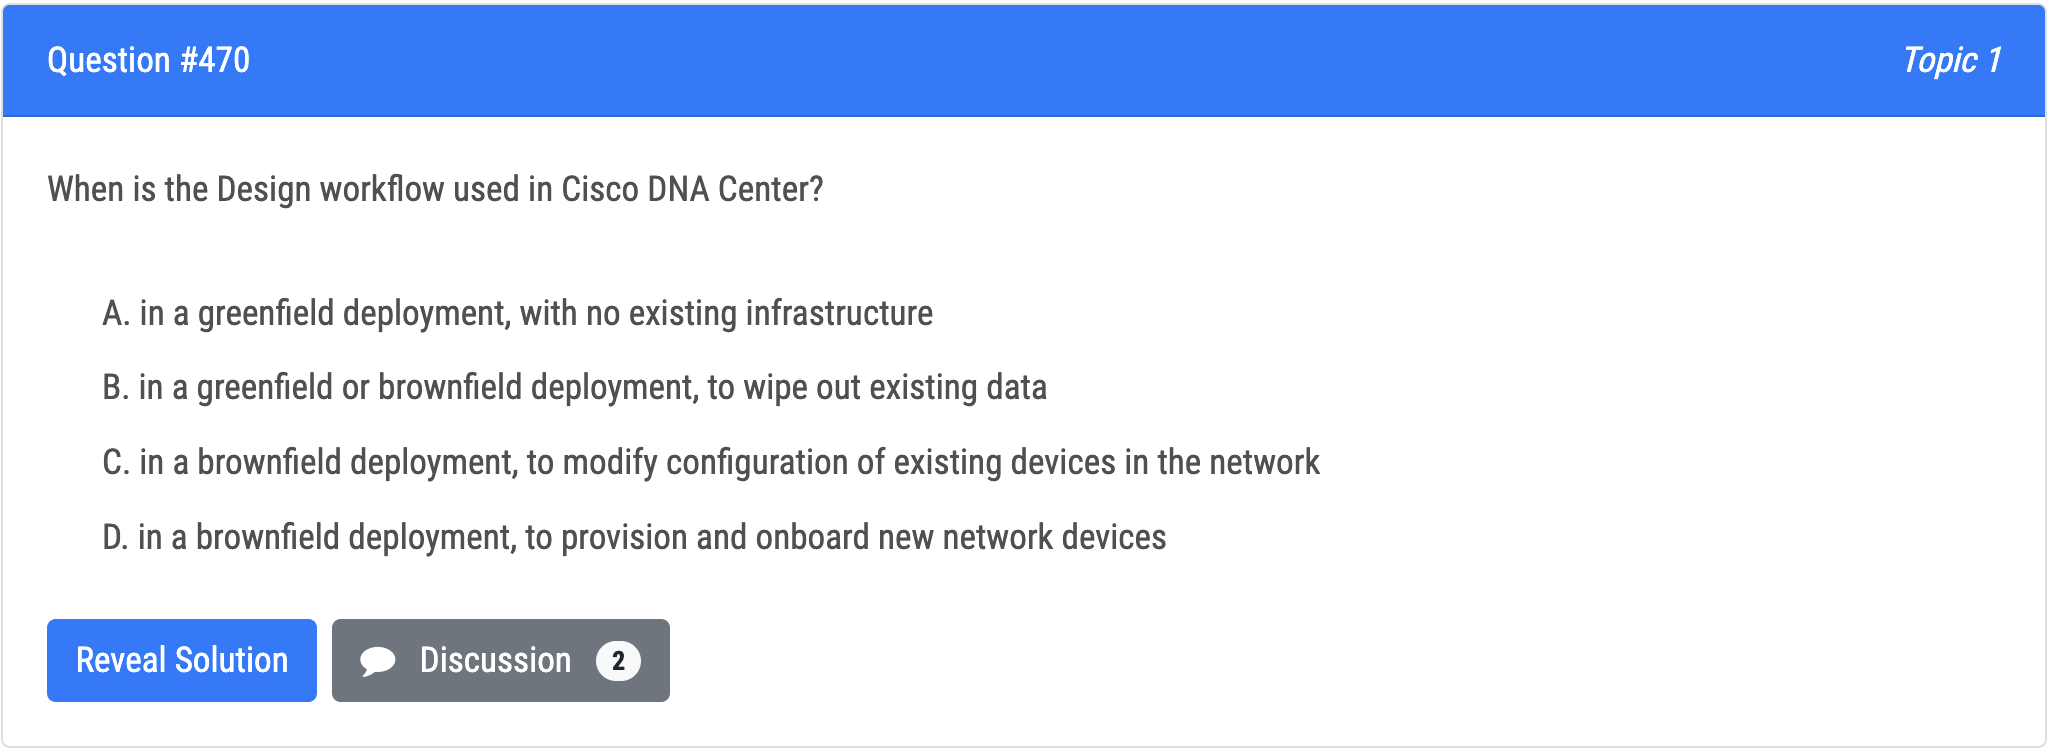 Question #470
Topic 1
When is the Design workflow used in Cisco DNA Center?
A. in a greenfield deployment, with no existing infrastructure
B. in a greenfield or brownfield deployment, to wipe out existing data
C. in a brownfield deployment, to modify configuration of existing devices in the network
D. in a brownfield deployment, to provision and onboard new network devices
Reveal Solution
Discussion 2